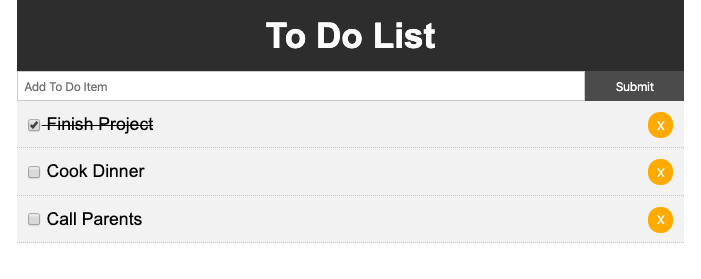 To Do List
Add To Do Item Submit
Finish Project X
Cook Dinner X
Call Parents X